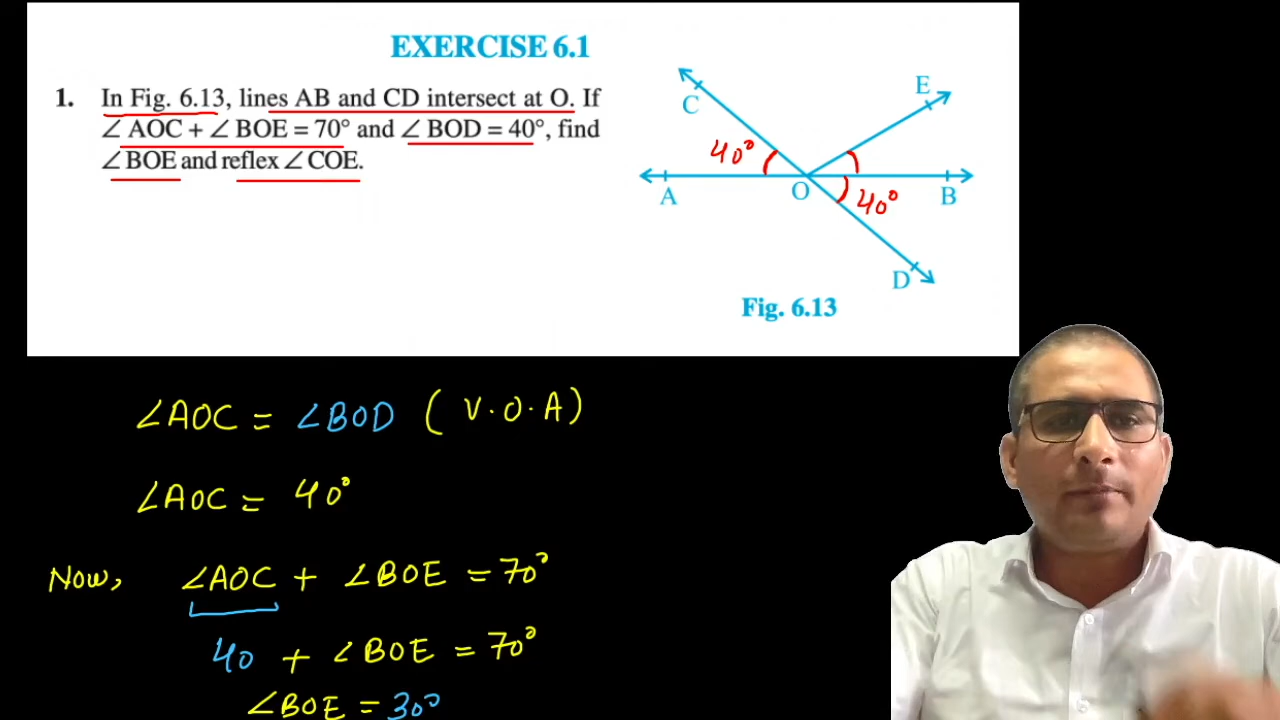 EXERCISE 6.1
1. In Fig. 6.13, lines AB and CD intersect at O. If
∠ AOC + ∠ BOE = 70° and ∠ BOD = 40°, find
∠ BOE and reflex ∠ COE.
C
E
40°
A
O
40°
B
D
Fig. 6.13
∠AOC = ∠BOD ( V.O.A)
∠AOC = 40°
Now, ∠AOC + ∠BOE = 70°
40 + ∠BOE = 70°
∠BOE = 30°